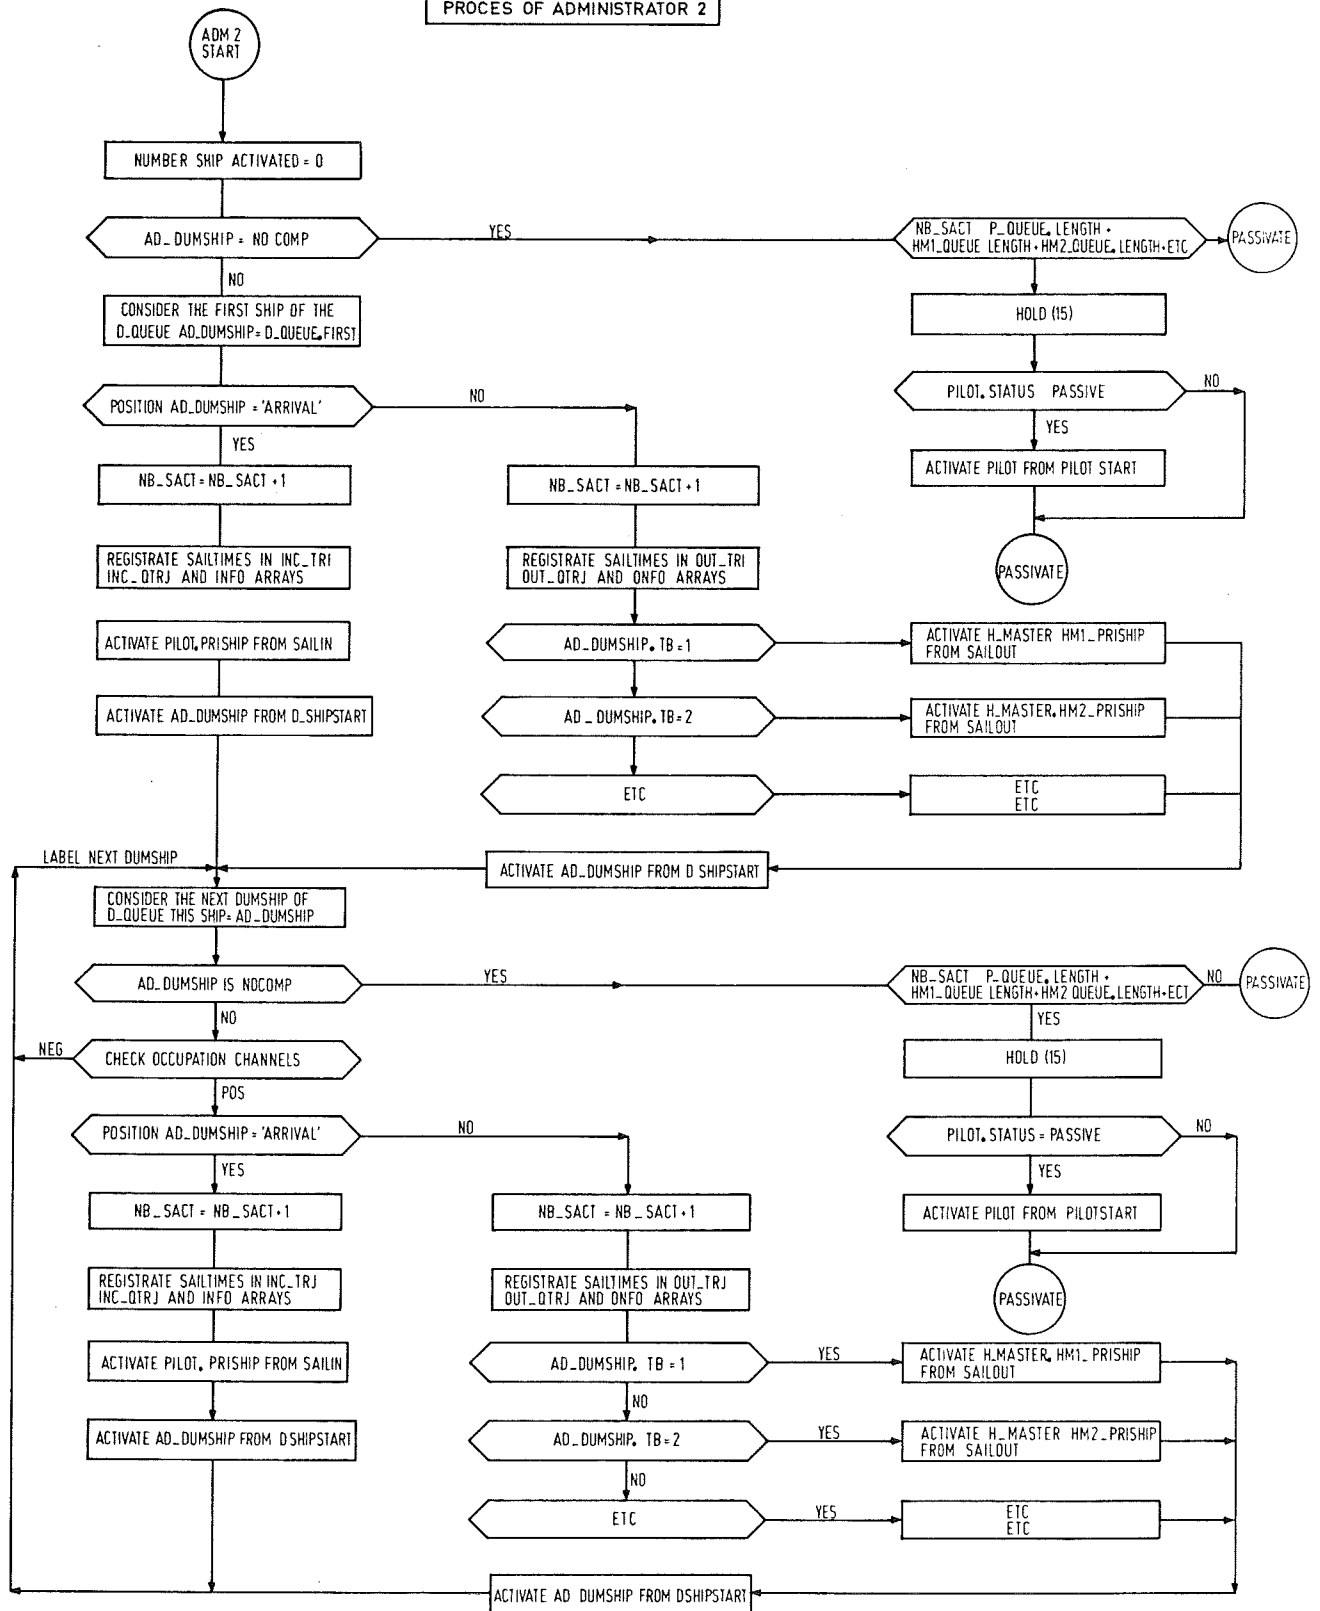 PROCES OF ADMINISTRATOR 2
ADM 2
START
NUMBER SHIP ACTIVATED = 0
AD_DUMSHIP = NO COMP
YES
NB_SACT P_QUEUE.LENGTH +
HM1_QUEUE LENGTH+HM2_QUEUE.LENGTH+ETC
PASSIVATE
NO
CONSIDER THE FIRST SHIP OF THE
D_QUEUE AD_DUMSHIP=D_QUEUE.FIRST
HOLD (15)
POSITION AD_DUMSHIP = 'ARRIVAL'
NO
PILOT.STATUS PASSIVE
NO
YES
YES
NB_SACT = NB_SACT +1
NB_SACT = NB_SACT +1
ACTIVATE PILOT FROM PILOT START
REGISTRATE SAILTIMES IN INC_TRI
INC_QTRJ AND INFO ARRAYS
REGISTRATE SAILTIMES IN OUT_TRI
OUT_QTRJ AND ONFO ARRAYS
PASSIVATE
ACTIVATE PILOT.PRISHIP FROM SAILIN
AD_DUMSHIP. TB=1
ACTIVATE H_MASTER HM1_PRISHIP
FROM SAILOUT
ACTIVATE AD_DUMSHIP FROM D_SHIPSTART
AD_DUMSHIP.TB=2
ACTIVATE H_MASTER.HM2_PRISHIP
FROM SAILOUT
ETC
ETC
ETC
LABEL NEXT DUMSHIP
ACTIVATE AD_DUMSHIP FROM D SHIPSTART
CONSIDER THE NEXT DUMSHIP OF
D_QUEUE THIS SHIP=AD_DUMSHIP
AD_DUMSHIP IS NOCOMP
YES
NB_SACT P_QUEUE.LENGTH +
HM1_QUEUE LENGTH+HM2 QUEUE.LENGTH+ECT
NO
PASSIVATE
NO
YES
NEG
CHECK OCCUPATION CHANNELS
HOLD (15)
POS
POSITION AD_DUMSHIP = 'ARRIVAL'
NO
PILOT.STATUS = PASSIVE
NO
YES
YES
NB_SACT = NB_SACT+1
NB_SACT = NB_SACT+1
ACTIVATE PILOT FROM PILOTSTART
REGISTRATE SAILTIMES IN INC_TRJ
INC_QTRJ AND INFO ARRAYS
REGISTRATE SAILTIMES IN OUT_TRJ
OUT_QTRJ AND ONFO ARRAYS
PASSIVATE
ACTIVATE PILOT. PRISHIP FROM SAILIN
AD_DUMSHIP. TB = 1
YES
ACTIVATE H_MASTER. HM1_PRISHIP
FROM SAILOUT
NO
ACTIVATE AD_DUMSHIP FROM DSHIPSTART
AD_DUMSHIP. TB=2
YES
ACTIVATE H_MASTER HM2_PRISHIP
FROM SAILOUT
NO
ETC
YES
ETC
ETC
ACTIVATE AD DUMSHIP FROM DSHIPSTART